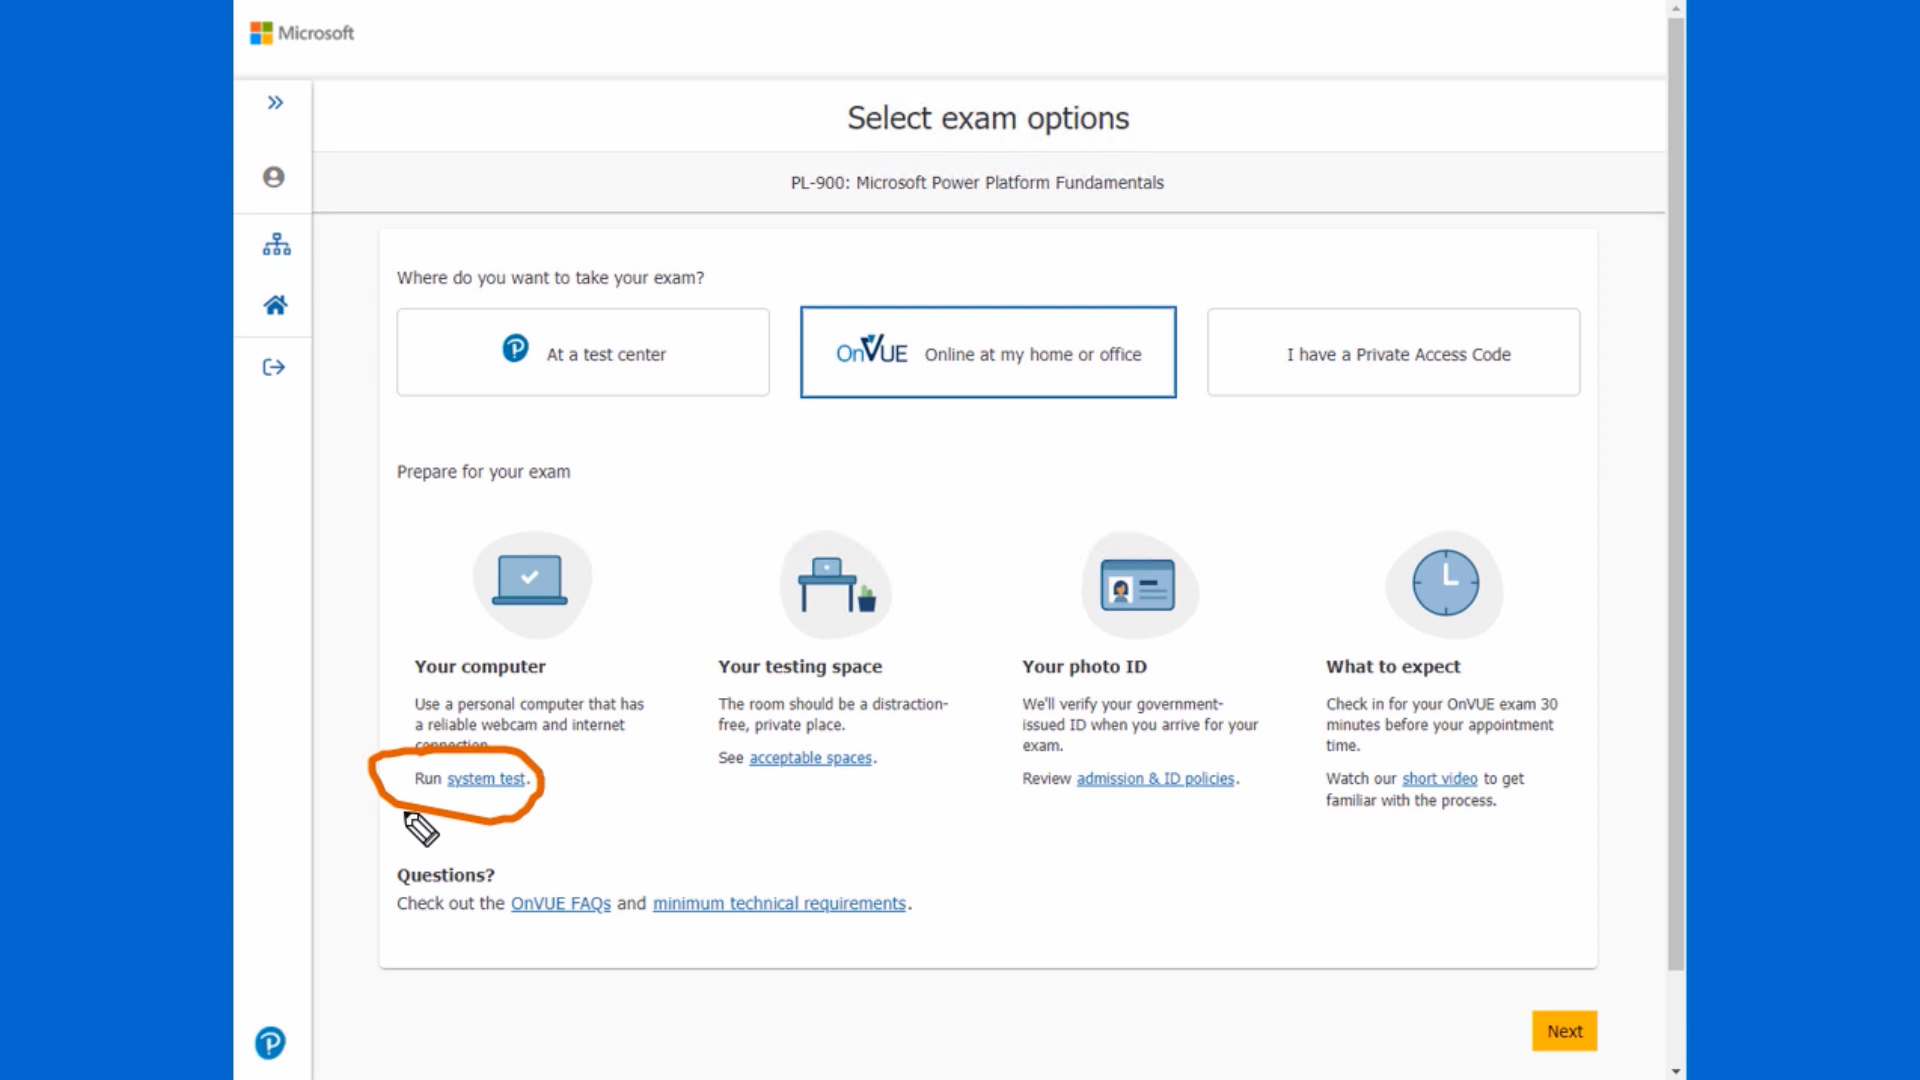 Microsoft
Select exam options
PL-900: Microsoft Power Platform Fundamentals
Where do you want to take your exam?
At a test center
OnVUE Online at my home or office
I have a Private Access Code
Prepare for your exam
Your computer
Use a personal computer that has
a reliable webcam and internet
connection.
Run system test.
Your testing space
The room should be a distraction-
free, private place.
See acceptable spaces.
Your photo ID
We'll verify your government-
issued ID when you arrive for your
exam.
Review admission & ID policies.
What to expect
Check in for your OnVUE exam 30
minutes before your appointment
time.
Watch our short video to get
familiar with the process.
Questions?
Check out the OnVUE FAQs and minimum technical requirements.
Next